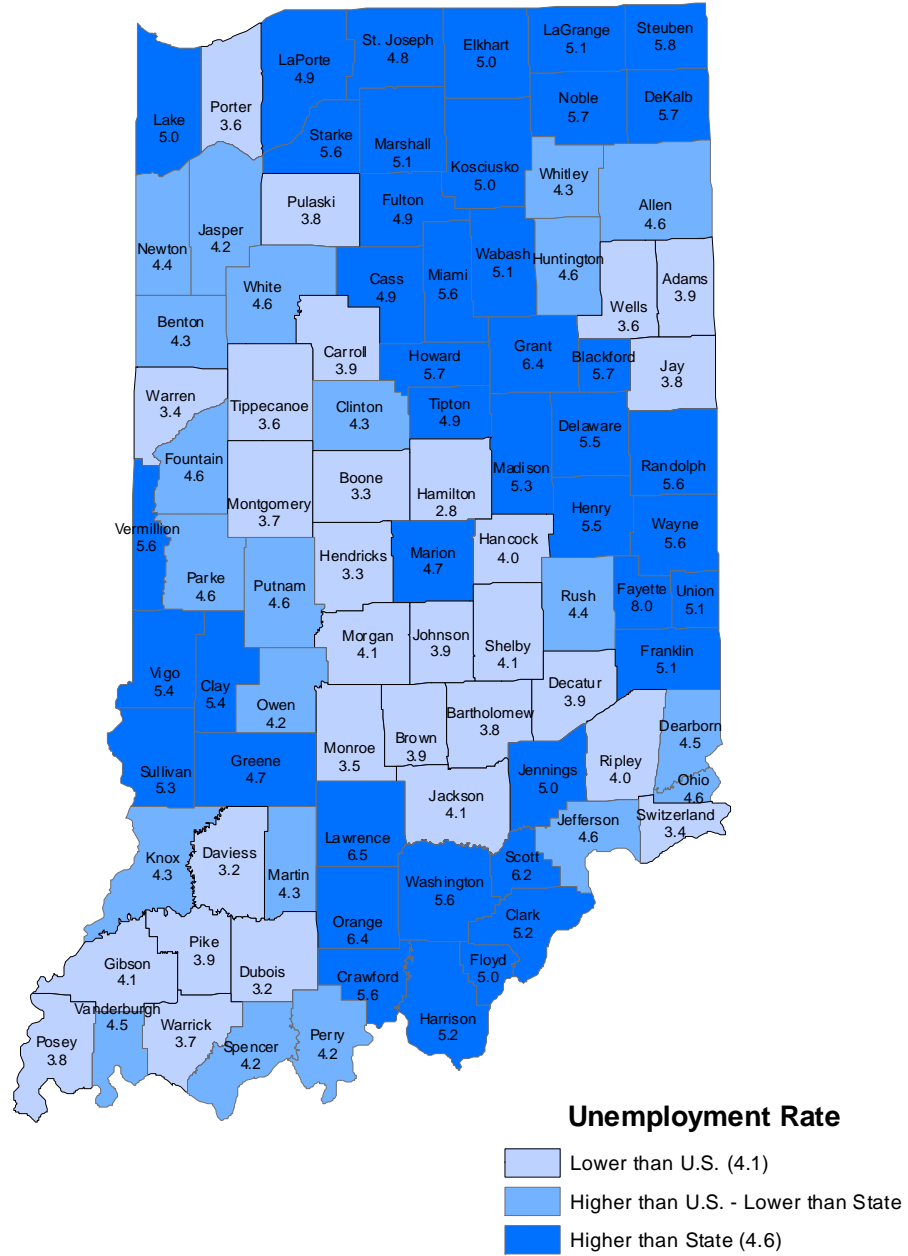 St. Joseph
4.8
Elkhart
5.0
LaGrange
5.1
Steuben
5.8
LaPorte
4.9
Porter
3.6
Lake
5.0
Noble
5.7
DeKalb
5.7
Starke
5.6
Marshall
5.1
Kosciusko
5.0
Whitley
4.3
Allen
4.6
Pulaski
3.8
Fulton
4.9
Newton
4.4
Jasper
4.2
Wabash
5.1
Huntington
4.6
Miami
5.6
Cass
4.9
White
4.6
Wells
3.6
Adams
3.9
Benton
4.3
Carroll
3.9
Howard
5.7
Grant
6.4
Blackford
5.7
Jay
3.8
Warren
3.4
Tippecanoe
3.6
Clinton
4.3
Tipton
4.9
Delaware
5.5
Fountain
4.6
Montgomery
3.7
Boone
3.3
Hamilton
2.8
Madison
5.3
Randolph
5.6
Henry
5.5
Wayne
5.6
Vermillion
5.6
Parke
4.6
Putnam
4.6
Hendricks
3.3
Marion
4.7
Hancock
4.0
Rush
4.4
Fayette
8.0
Union
5.1
Morgan
4.1
Johnson
3.9
Shelby
4.1
Franklin
5.1
Vigo
5.4
Clay
5.4
Owen
4.2
Decatur
3.9
Dearborn
4.5
Monroe
3.5
Brown
3.9
Bartholomew
3.8
Ripley
4.0
Sullivan
5.3
Greene
4.7
Jennings
5.0
Ohio
4.6
Jackson
4.1
Jefferson
4.6
Switzerland
3.4
Knox
4.3
Daviess
3.2
Martin
4.3
Lawrence
6.5
Washington
5.6
Scott
6.2
Clark
5.2
Orange
6.4
Pike
3.9
Gibson
4.1
Dubois
3.2
Crawford
5.6
Floyd
5.0
Harrison
5.2
Posey
3.8
Vanderburgh
4.5
Warrick
3.7
Spencer
4.2
Perry
4.2
Unemployment Rate
Lower than U.S. (4.1)
Higher than U.S. - Lower than State
Higher than State (4.6)